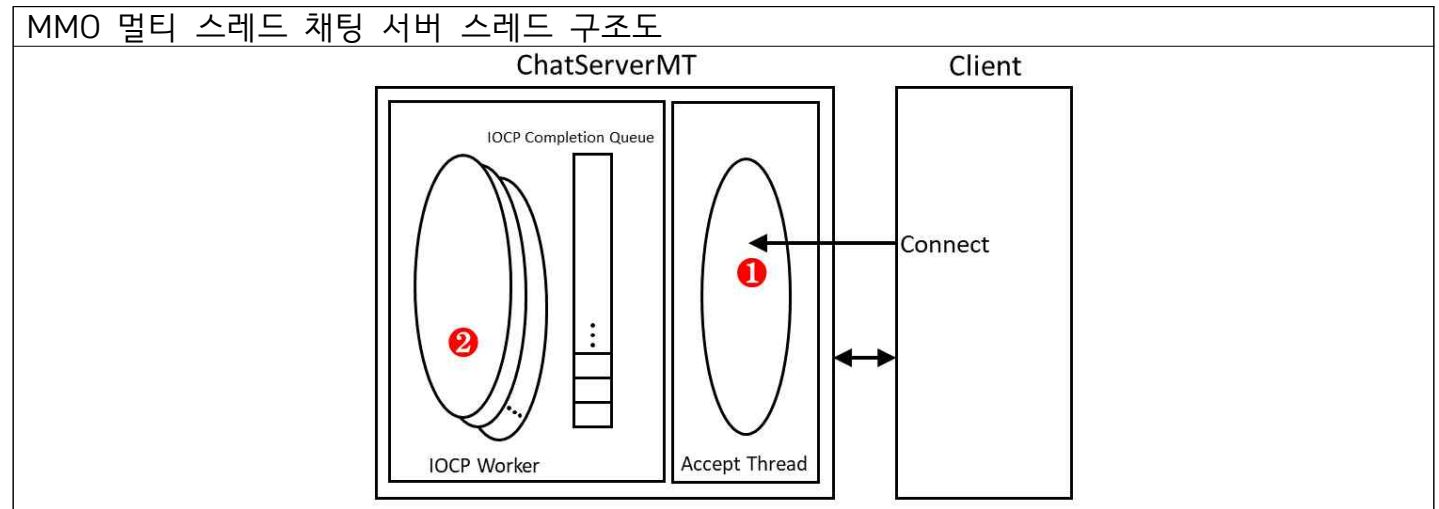 MMO 멀티 스레드 채팅 서버 스레드 구조도
ChatServerMT
Client
IOCP Completion Queue
Connect
❶
❷
IOCP Worker
Accept Thread